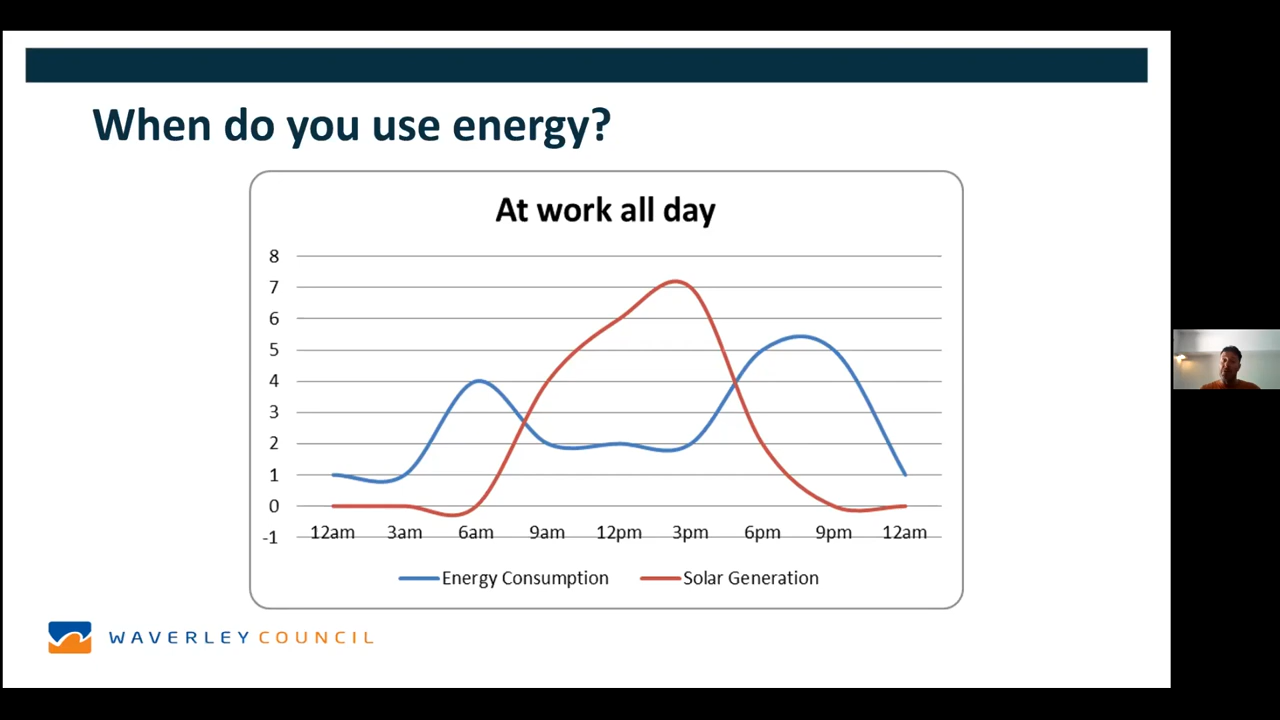 When do you use energy?
At work all day
8
7
6
5
4
3
2
1
0
-1
12am 3am 6am 9am 12pm 3pm 6pm 9pm 12am
Energy Consumption Solar Generation
WAVERLEY COUNCIL